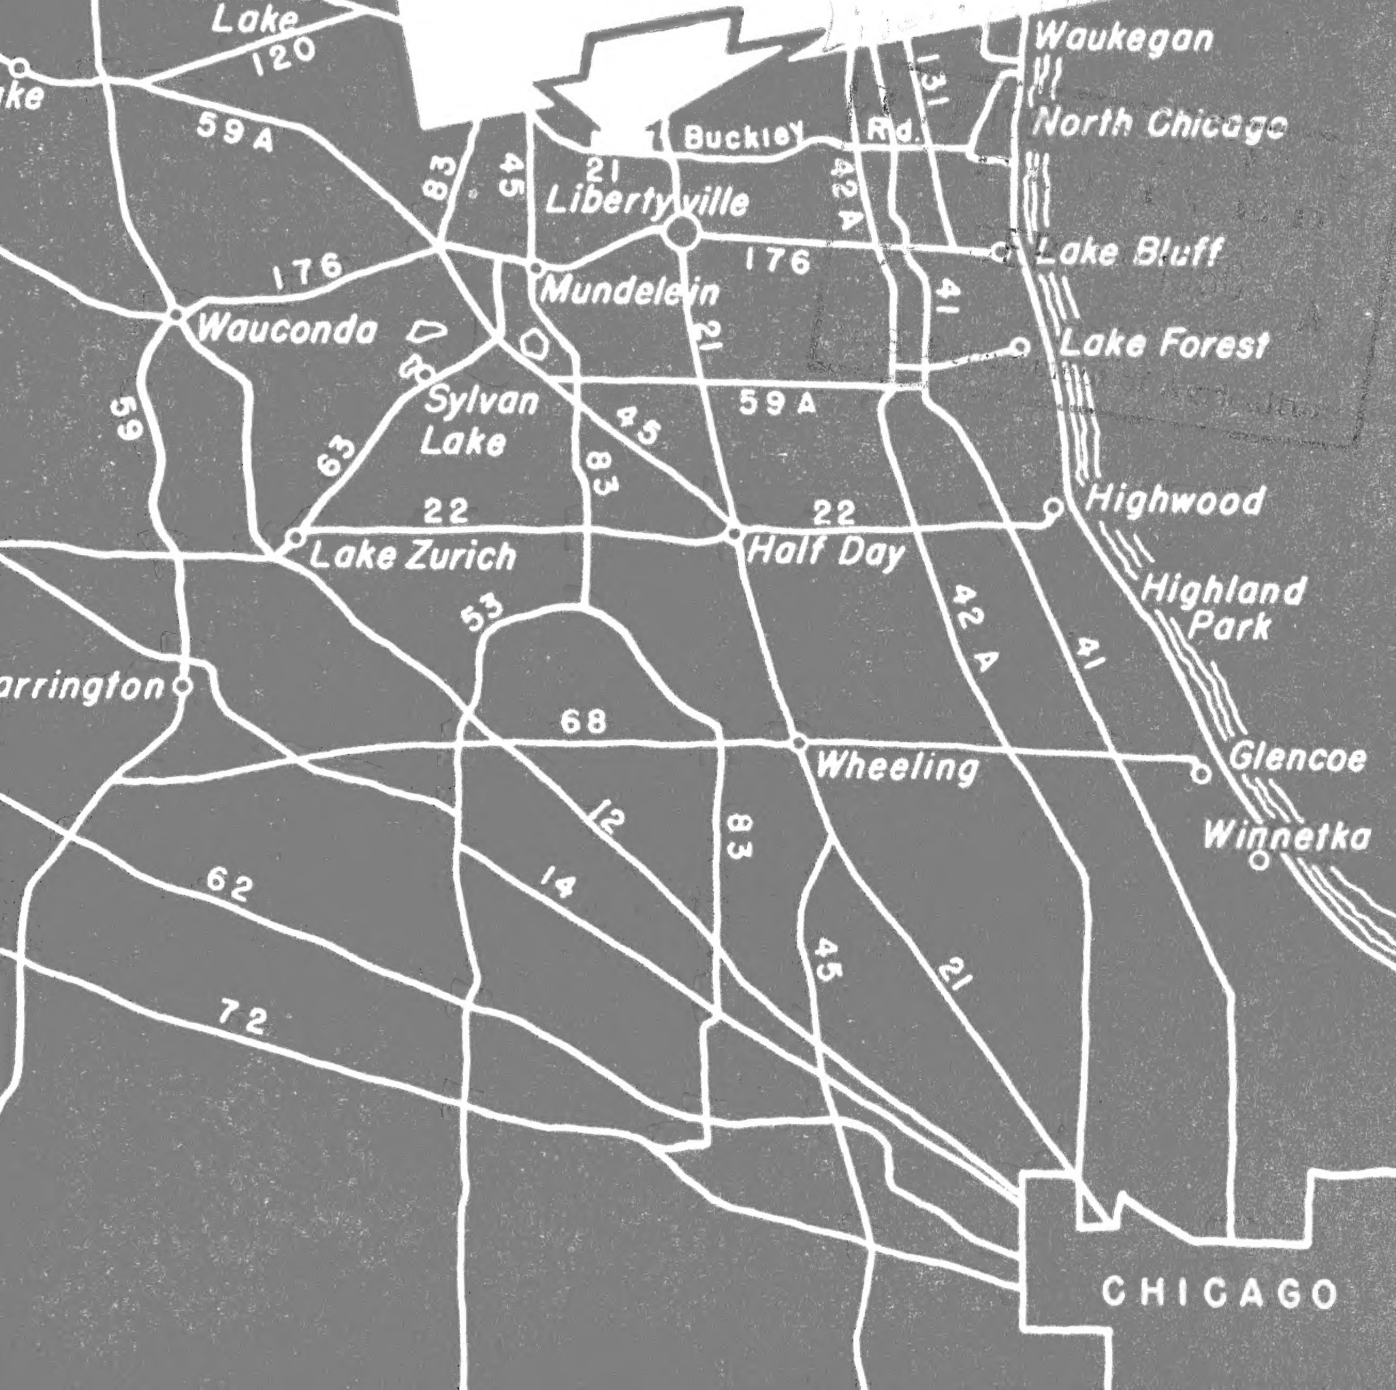 Lake
120
Waukegan
131
ake
59A
North Chicago
Buckley Rd.
83
45
21
42A
Libertyville
176
176
Lake Bluff
Mundelein
41
Wauconda
21
Lake Forest
59
Sylvan
Lake
59A
45
63
83
22
22
Highwood
Lake Zurich
Half Day
Highland
Park
53
42A
41
arrington
68
Wheeling
Glencoe
12
83
Winnetka
62
14
45
21
72
CHICAGO